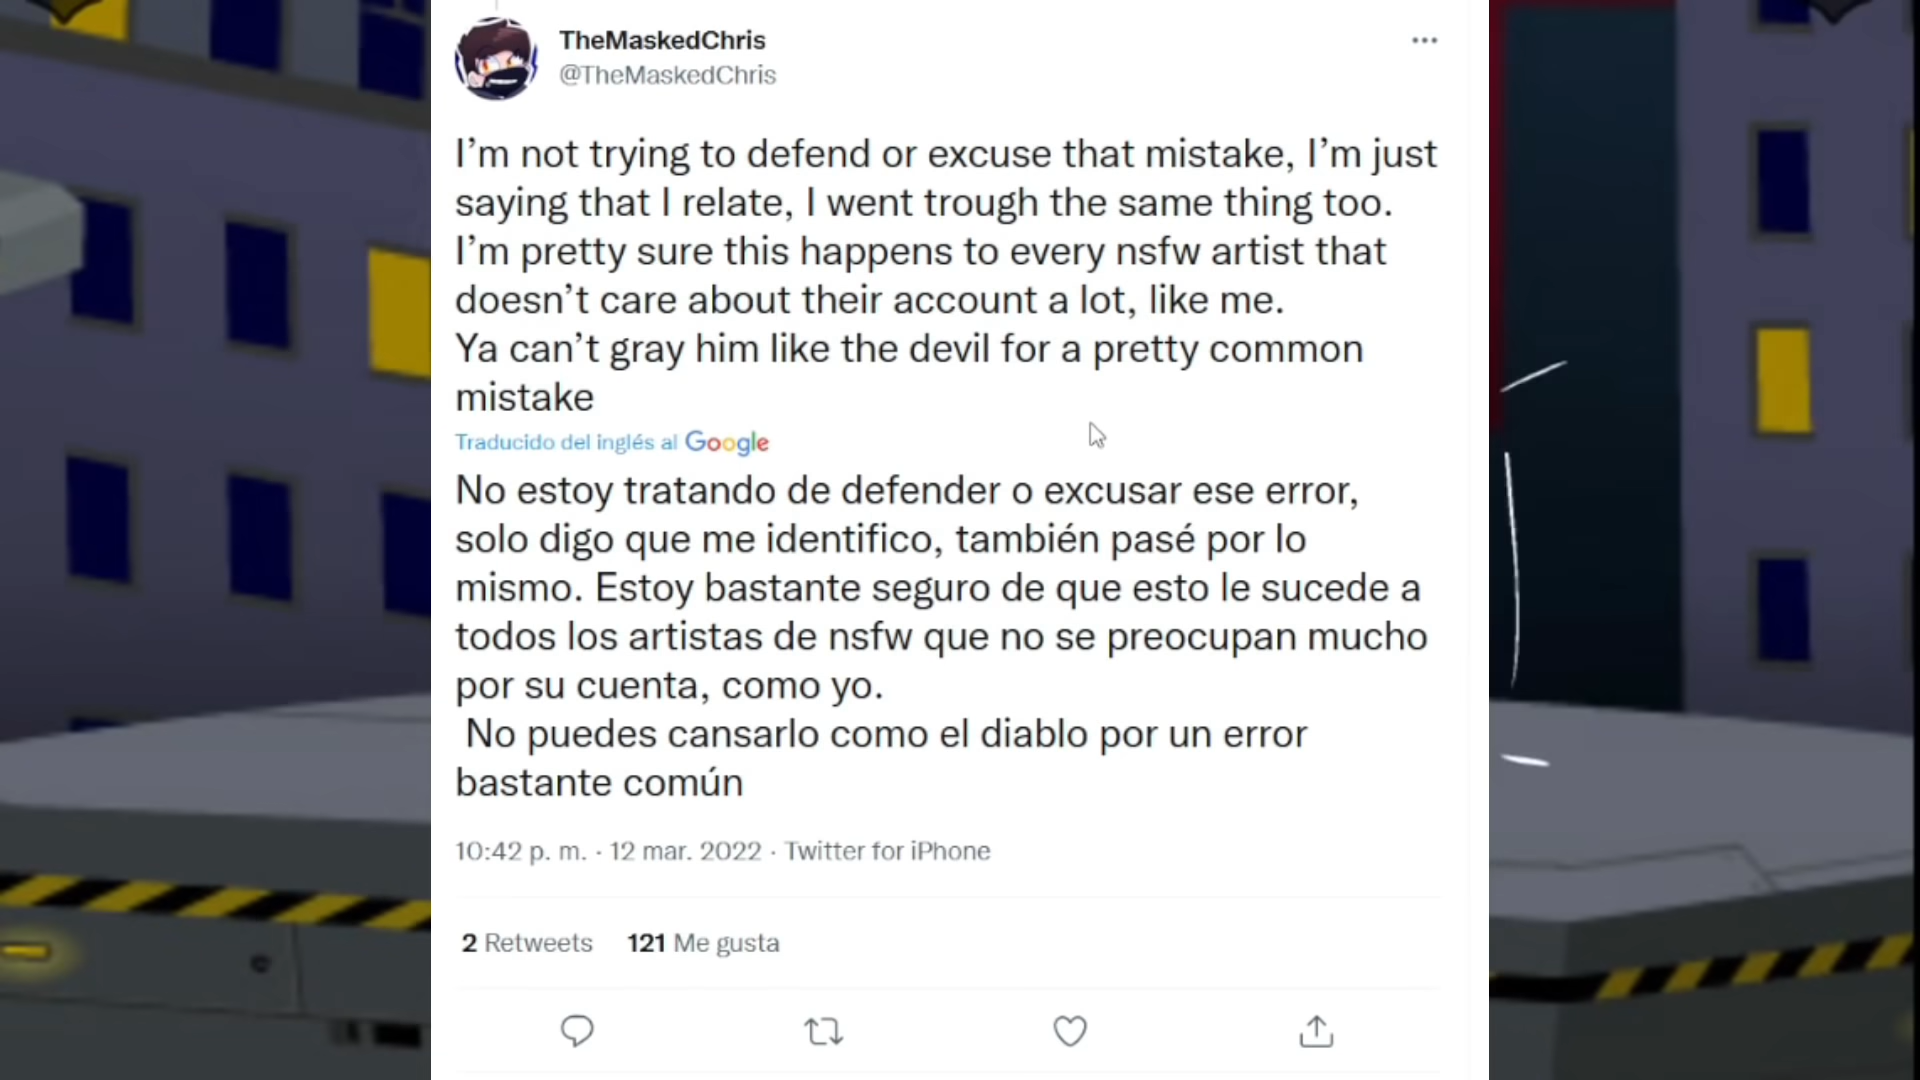 TheMaskedChris
@TheMaskedChris
I'm not trying to defend or excuse that mistake, I'm just
saying that I relate, I went trough the same thing too.
I'm pretty sure this happens to every nsfw artist that
doesn't care about their account a lot, like me.
Ya can't gray him like the devil for a pretty common
mistake
Traducido del inglés al Google
No estoy tratando de defender o excusar ese error,
solo digo que me identifico, también pasé por lo
mismo. Estoy bastante seguro de que esto le sucede a
todos los artistas de nsfw que no se preocupan mucho
por su cuenta, como yo.
No puedes cansarlo como el diablo por un error
bastante común
10:42 p. m. · 12 mar. 2022 · Twitter for iPhone
2 Retweets 121 Me gusta